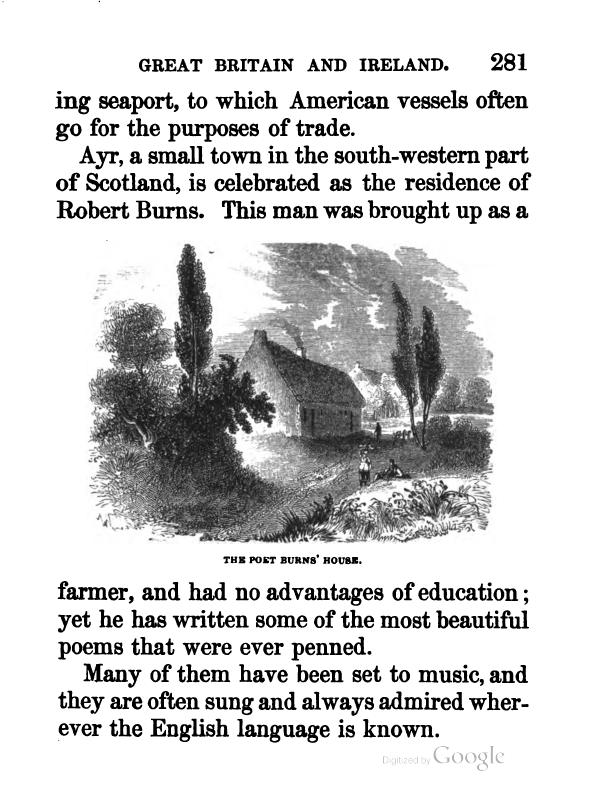 GREAT BRITAIN AND IRELAND. 281
ing seaport, to which American vessels often
go for the purposes of trade.
Ayr, a small town in the south-western part
of Scotland, is celebrated as the residence of
Robert Burns. This man was brought up as a
THE POET BURNS' HOUSE.
farmer, and had no advantages of education;
yet he has written some of the most beautiful
poems that were ever penned.
Many of them have been set to music, and
they are often sung and always admired wher-
ever the English language is known.
Digitized by Google